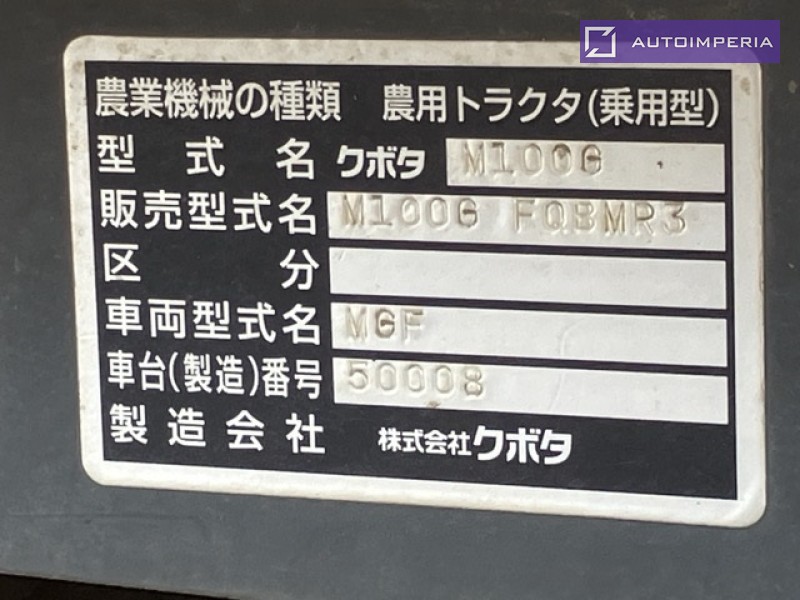 AUTOIMPERIA
農業機械の種類 農用トラクタ(乗用型)
型式名 クボタ M100G
販売型式名 M100G FQBMR3
区分
車両型式名 MGF
車台(製造)番号 50008
製造会社 株式会社クボタ